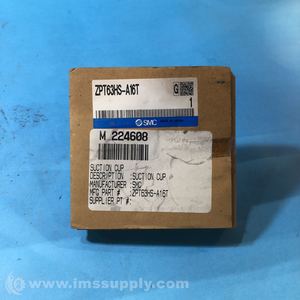 ZPT63HS-A16T
G
1
SMC
M 224608
SUCTION CUP
DESCRIPTION :SUCTION CUP
MANUFACTURER :SMC
MFG PART # :ZPT63HS-A16T
SUPPLIER PT #:
© www.imssupply.com